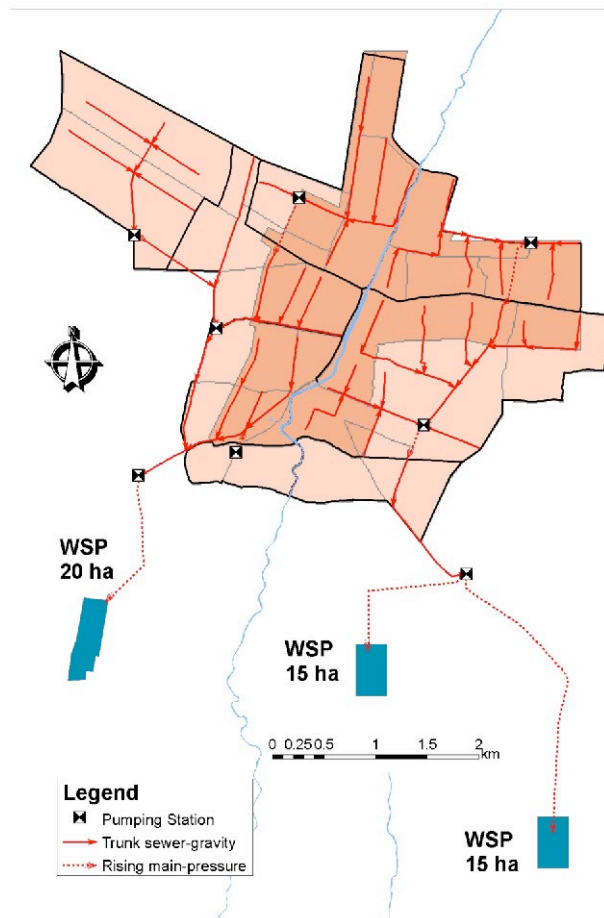 WSP
20 ha
WSP
15 ha
0 0.25 0.5 1 1.5 2
km
Legend
Pumping Station
Trunk sewer-gravity
Rising main-pressure
WSP
15 ha